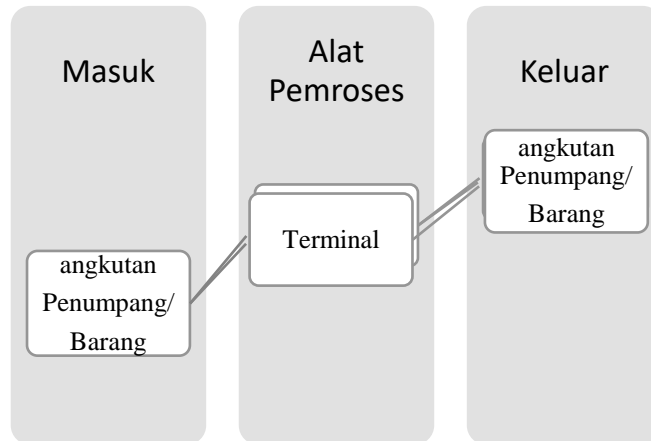 Masuk
angkutan
Penumpang/
Barang
Alat
Pemroses
Terminal
Keluar
angkutan
Penumpang/
Barang